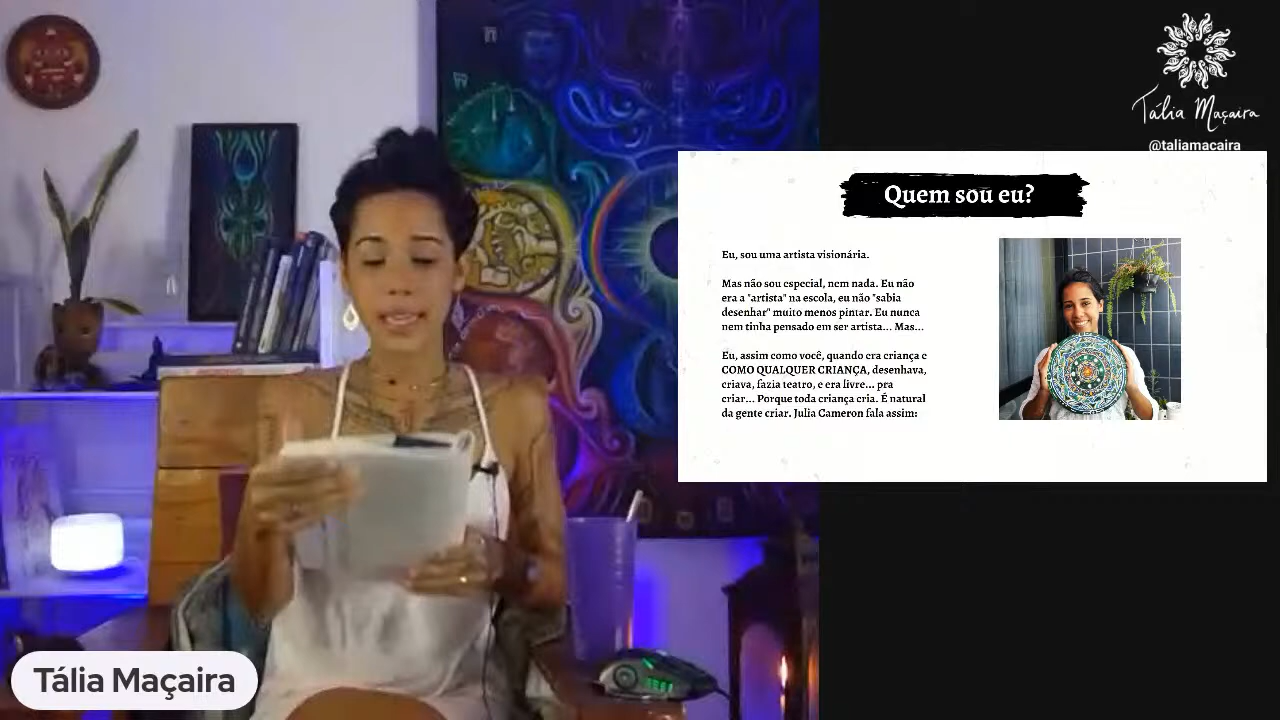 Tália Maçaira
@taliamacaira
Quem sou eu?
Eu, sou uma artista visionária.
Mas não sou especial, nem nada. Eu não
era a "artista" na escola, eu não "sabia
desenhar" muito menos pintar. Eu nunca
nem tinha pensado em ser artista... Mas...
Eu, assim como você, quando era criança e
COMO QUALQUER CRIANÇA, desenhava,
criava, fazia teatro, e era livre... pra
criar... Porque toda criança cria. É natural
da gente criar. Julia Cameron fala assim:
Tália Maçaira